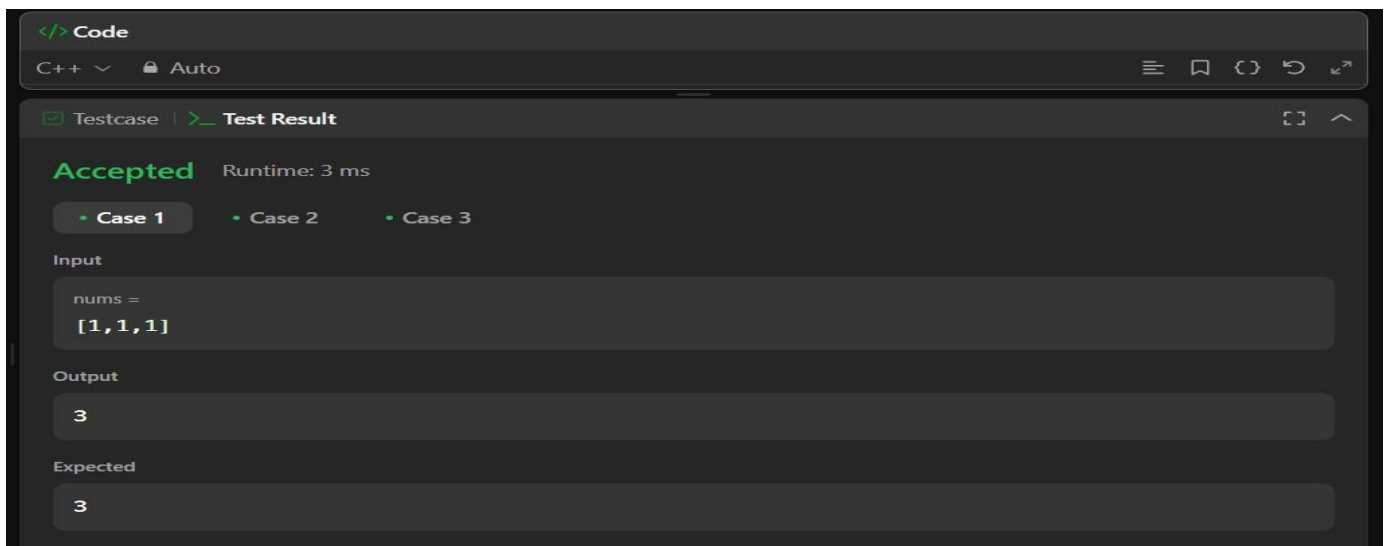 </> Code
C++ Auto
Testcase | >_ Test Result
Accepted Runtime: 3 ms
• Case 1 • Case 2 • Case 3
Input
nums =
[1,1,1]
Output
3
Expected
3